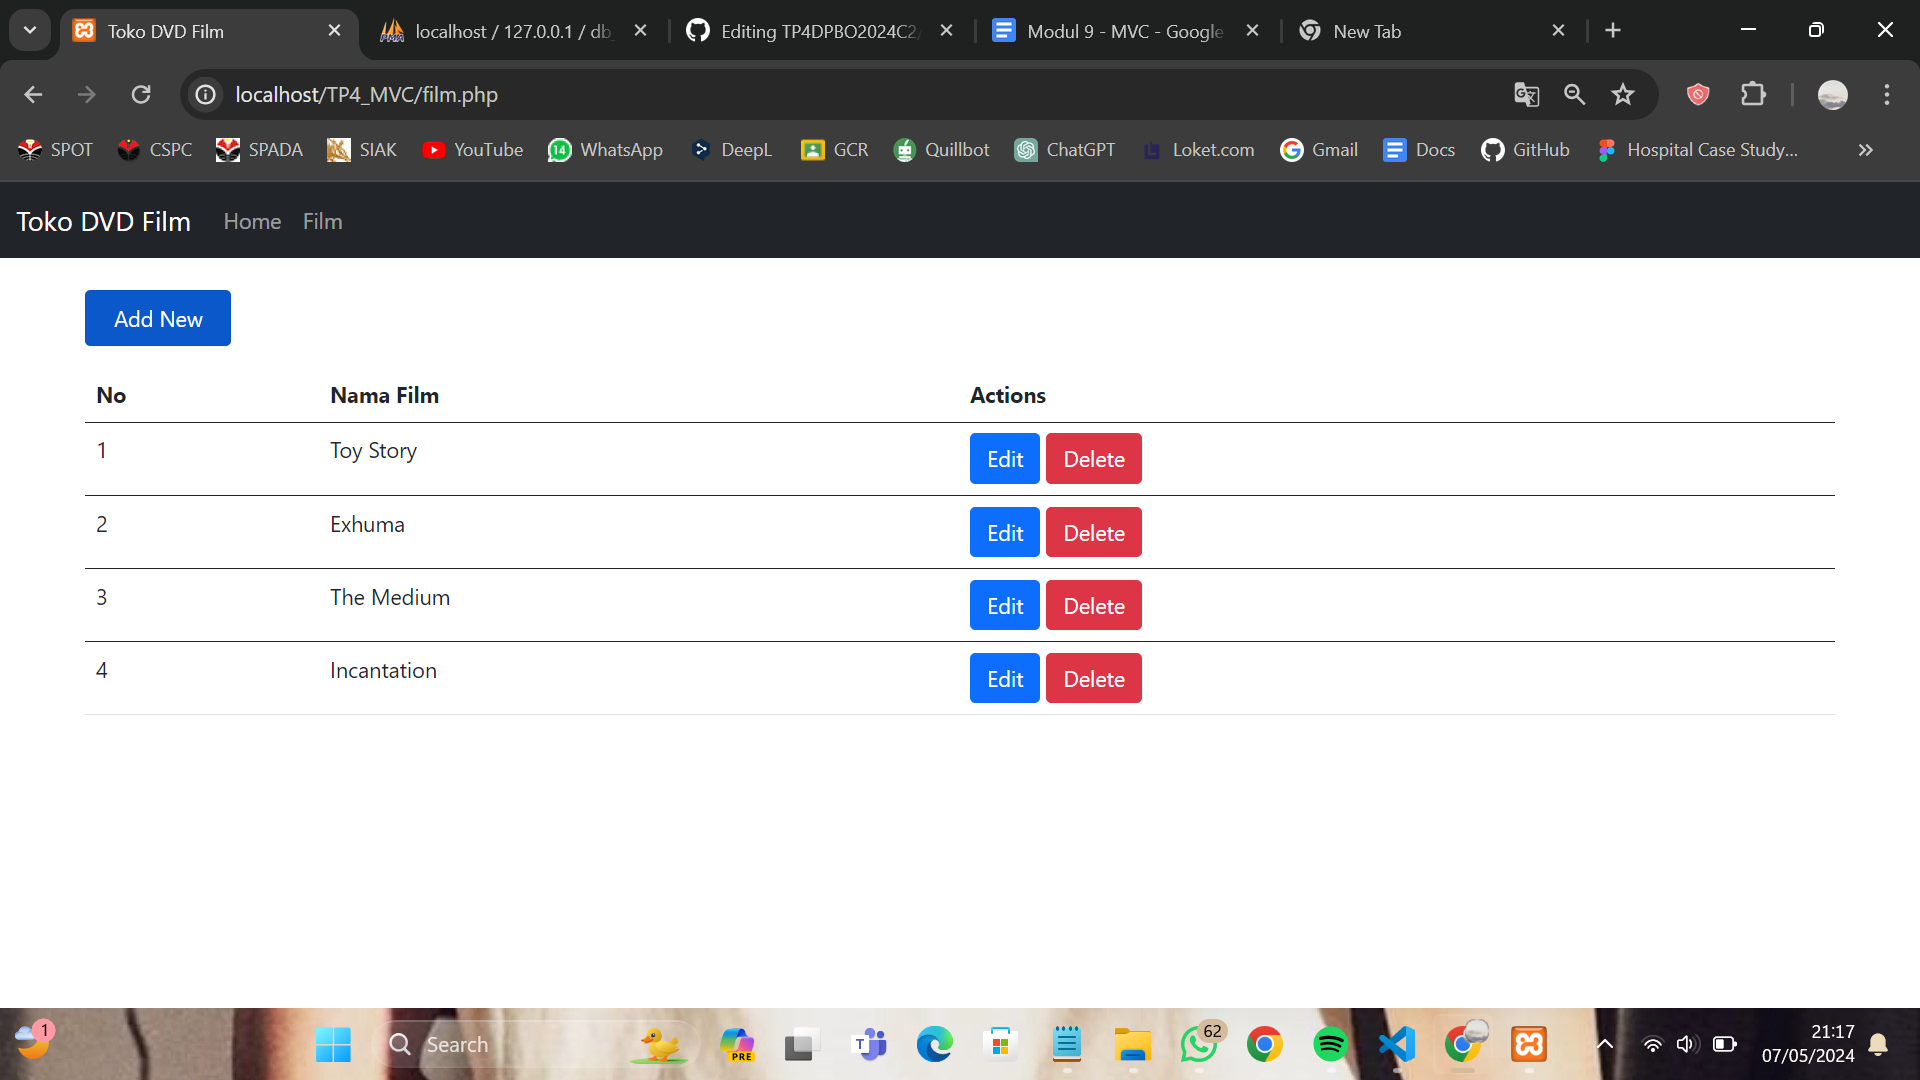 Toko DVD Film
localhost / 127.0.0.1 / db
Editing TP4DPBO2024C2/
Modul 9 - MVC - Google
New Tab
localhost/TP4_MVC/film.php
SPOT CSPC SPADA SIAK YouTube 14 WhatsApp DeepL GCR Quillbot ChatGPT Loket.com Gmail Docs GitHub Hospital Case Study...
Toko DVD Film Home Film
Add New
No Nama Film Actions
1 Toy Story Edit Delete
2 Exhuma Edit Delete
3 The Medium Edit Delete
4 Incantation Edit Delete
1
Search
PRE
62
21:17
07/05/2024